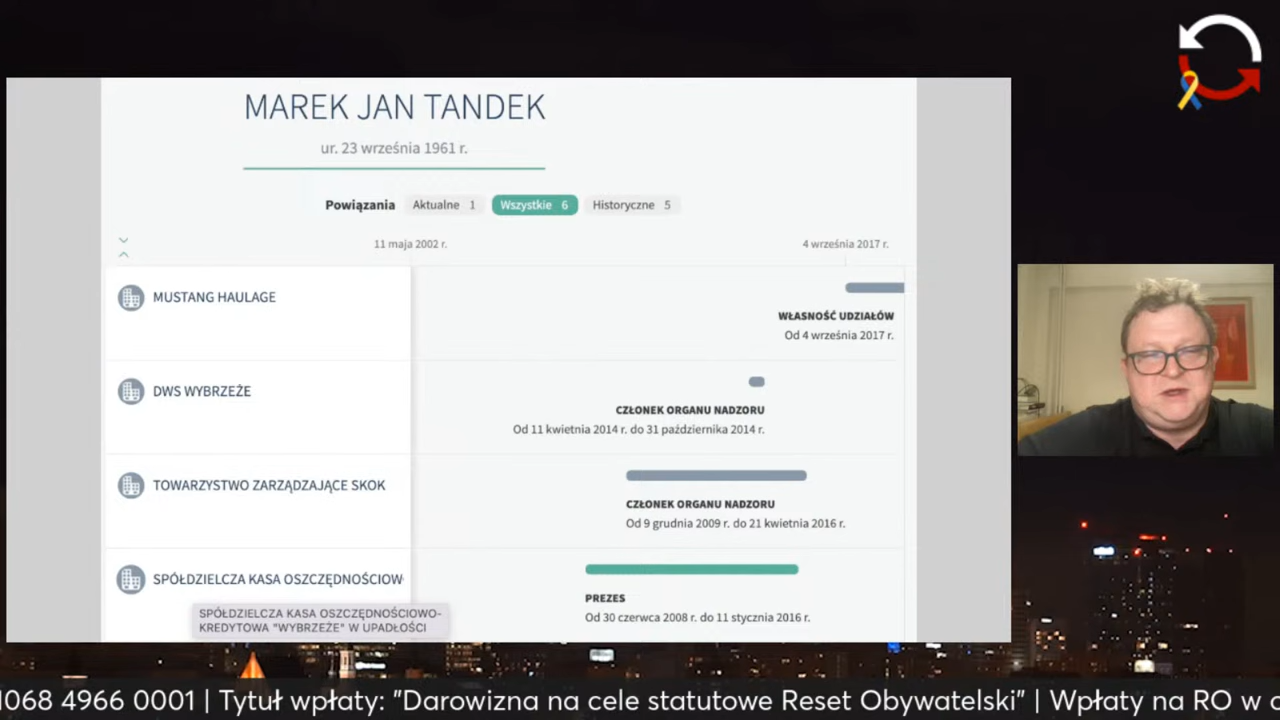 MAREK JAN TANDEK
ur. 23 września 1961 r.
Powiązania Aktualne 1 Wszystkie 6 Historyczne 5
11 maja 2002 r. 4 września 2017 r.
MUSTANG HAULAGE
WŁASNOŚĆ UDZIAŁÓW
Od 4 września 2017 r.
DWS WYBRZEŻE
CZŁONEK ORGANU NADZORU
Od 11 kwietnia 2014 r. do 31 października 2014 r.
TOWARZYSTWO ZARZĄDZAJĄCE SKOK
CZŁONEK ORGANU NADZORU
Od 9 grudnia 2009 r. do 21 kwietnia 2016 r.
SPÓŁDZIELCZA KASA OSZCZĘDNOŚCIOW
PREZES
Od 30 czerwca 2008 r. do 11 stycznia 2016 r.
SPÓŁDZIELCZA KASA OSZCZĘDNOŚCIOWO-
KREDYTOWA "WYBRZEŻE" W UPADŁOŚCI
1068 4966 0001 | Tytuł wpłaty: "Darowizna na cele statutowe Reset Obywatelski" | Wpłaty na RO w